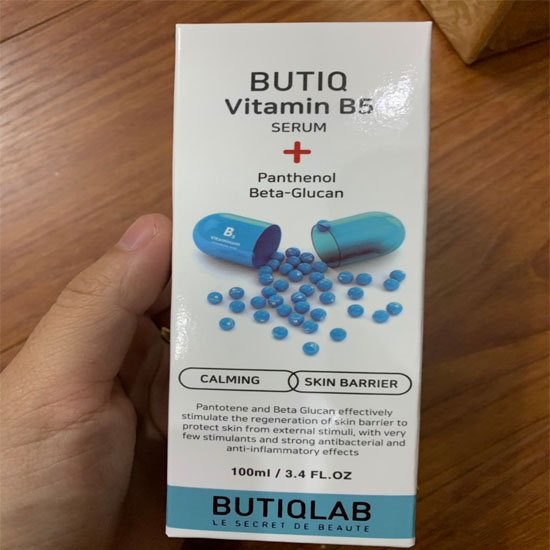 BUTIQ
Vitamin B5
SERUM
Panthenol
Beta-Glucan
B5
CALMING
SKIN BARRIER
Pantotene and Beta Glucan effectively
stimulate the regeneration of skin barrier to
protect skin from external stimuli, with very
few stimulants and strong antibacterial and
anti-inflammatory effects
100ml / 3.4 FL.OZ
BUTIQLAB
LE SECRET DE BEAUTE